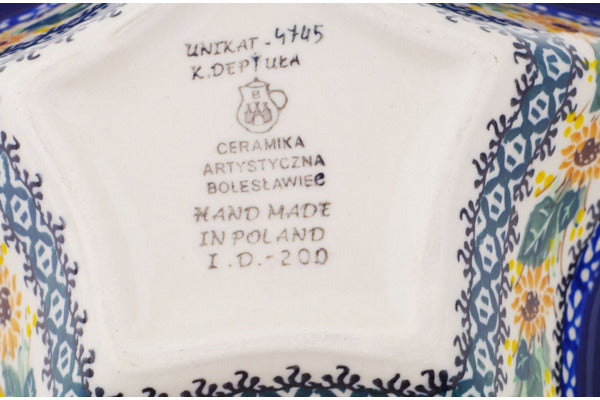 UNIKAT - 4745
K. DEPTUŁA
B
CERAMIKA
ARTYSTYCZNA
BOLESŁAWIEC
HAND MADE
IN POLAND
I.D.-200